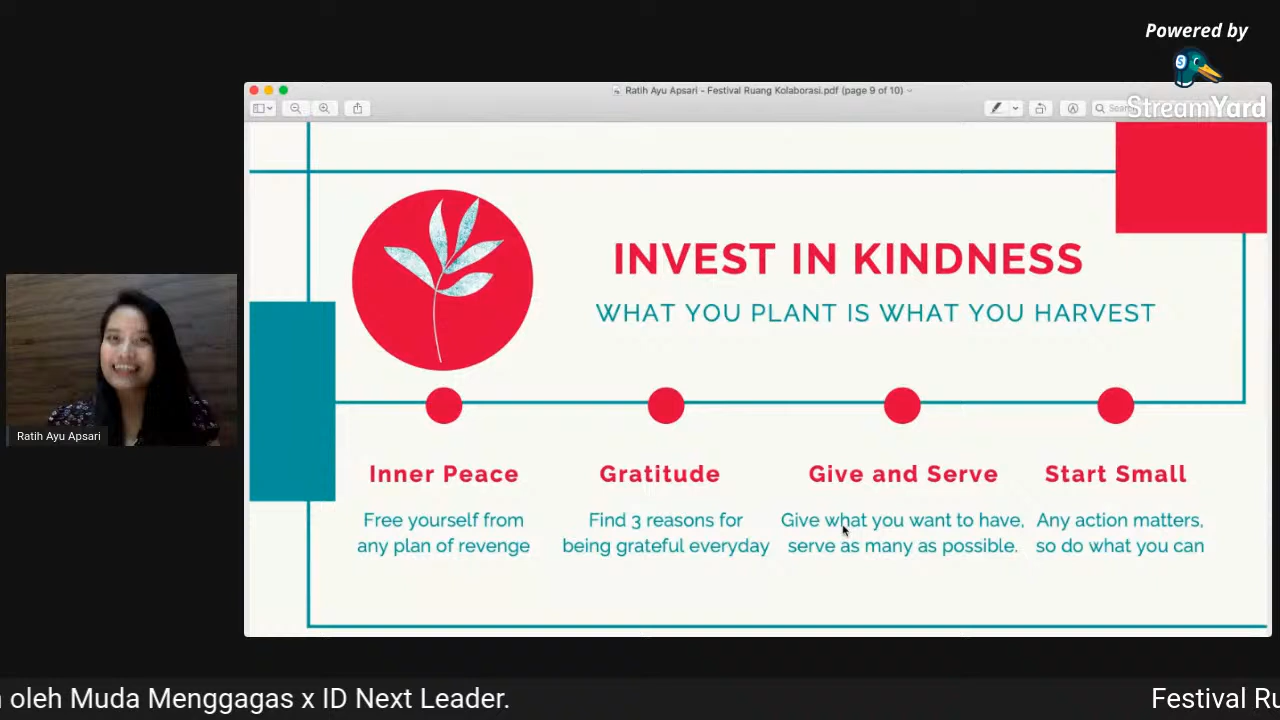 Powered by
StreamYard
Ratih Ayu Apsari - Festival Ruang Kolaborasi.pdf (page 9 of 10)
INVEST IN KINDNESS
WHAT YOU PLANT IS WHAT YOU HARVEST
Inner Peace
Free yourself from
any plan of revenge
Gratitude
Find 3 reasons for
being grateful everyday
Give and Serve
Give what you want to have,
serve as many as possible.
Start Small
Any action matters,
so do what you can
Ratih Ayu Apsari
oleh Muda Menggagas x ID Next Leader.
Festival